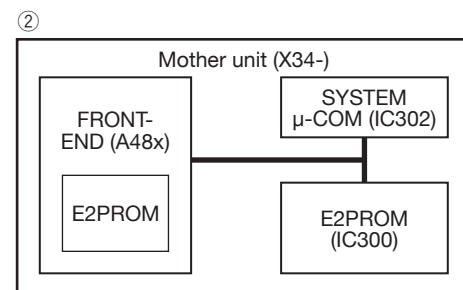 ②
Mother unit (X34-)
FRONT-
END (A48x)
E2PROM
SYSTEM
µ-COM (IC302)
E2PROM
(IC300)